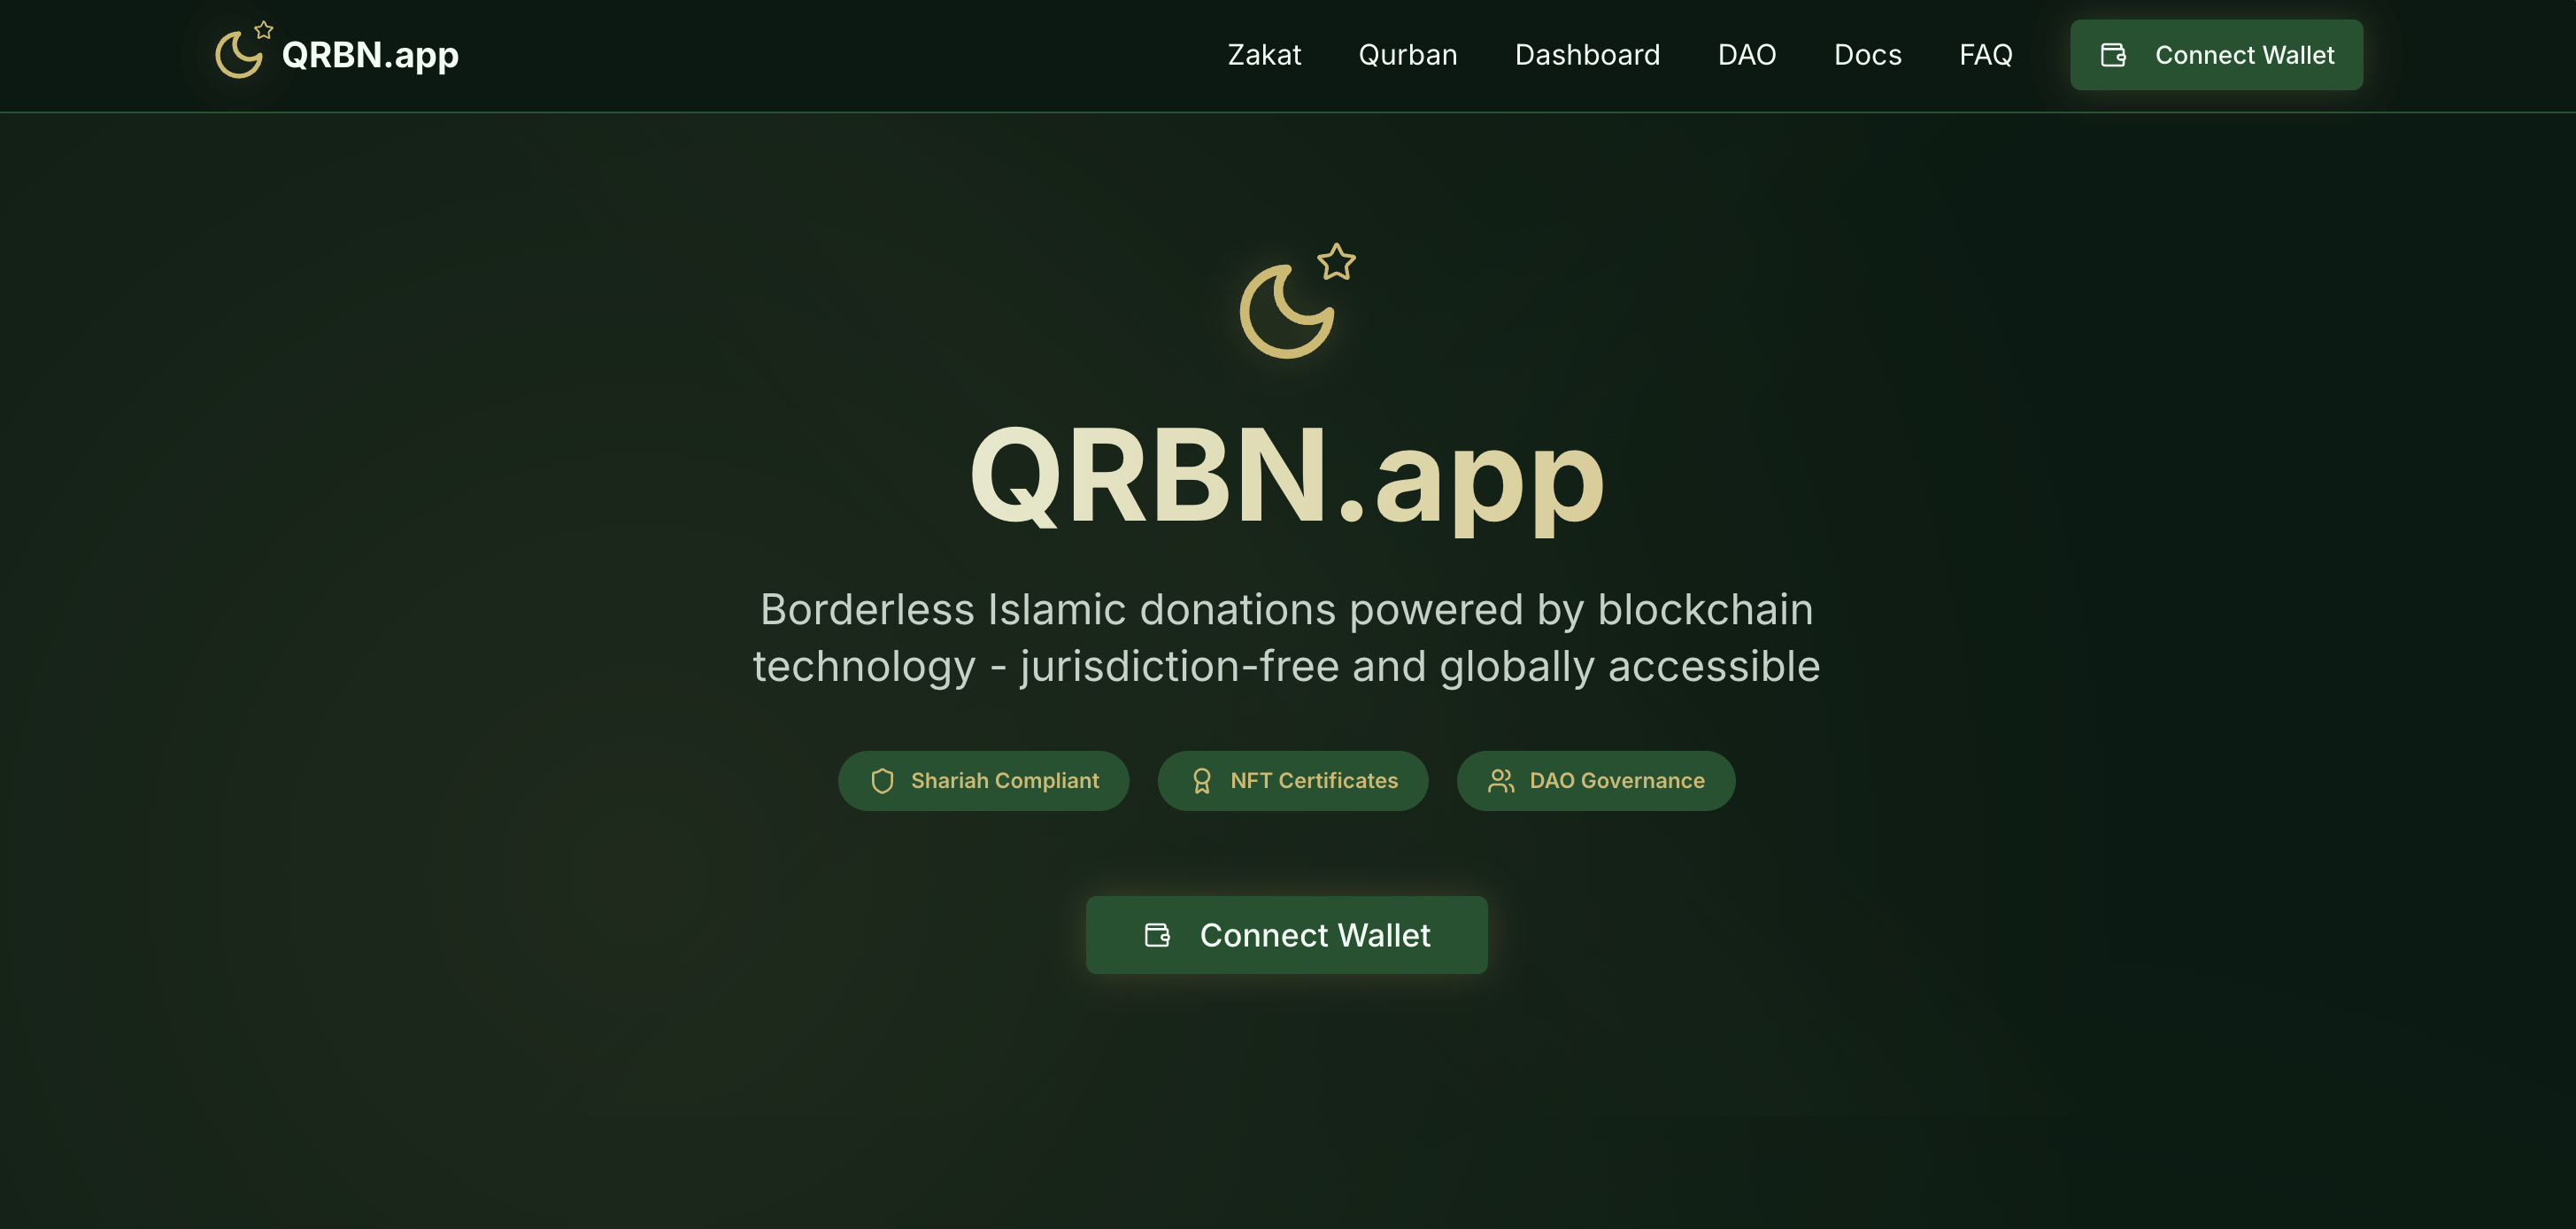 QRBN.app
Zakat
Qurban
Dashboard
DAO
Docs
FAQ
Connect Wallet
QRBN.app
Borderless Islamic donations powered by blockchain
technology - jurisdiction-free and globally accessible
Shariah Compliant
NFT Certificates
DAO Governance
Connect Wallet